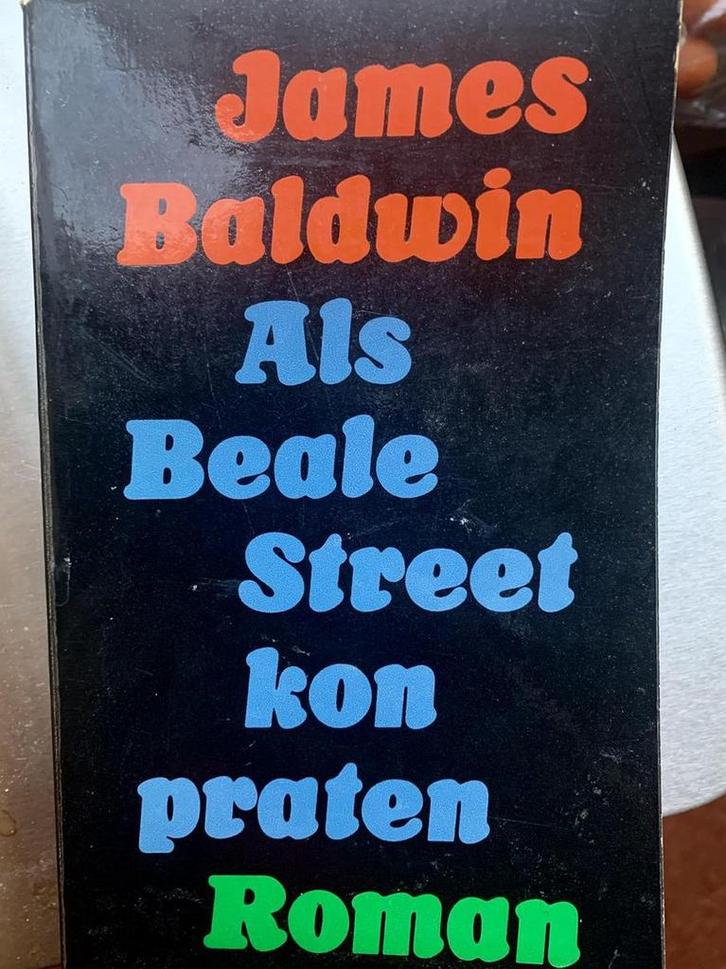 James
Baldwin
Als
Beale
Street
kon
praten
Roman